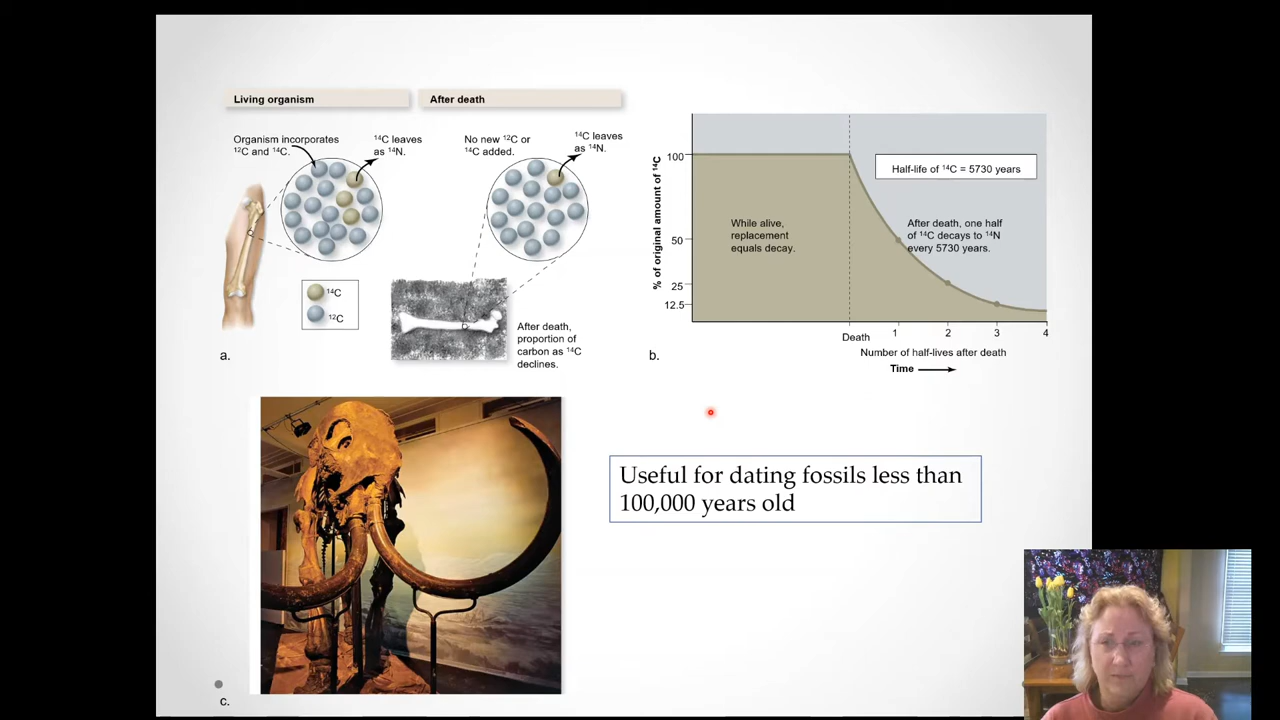 Living organism
After death
Organism incorporates
¹²C and ¹⁴C.
¹⁴C leaves
as ¹⁴N.
No new ¹²C or
¹⁴C added.
¹⁴C leaves
as ¹⁴N.
¹⁴C
¹²C
After death,
proportion of
carbon as ¹⁴C
declines.
a.
% of original amount of ¹⁴C
100
50
25
12.5
Half-life of ¹⁴C = 5730 years
While alive,
replacement
equals decay.
After death, one half
of ¹⁴C decays to ¹⁴N
every 5730 years.
Death
1
2
3
4
Number of half-lives after death
Time
b.
Useful for dating fossils less than
100,000 years old
c.